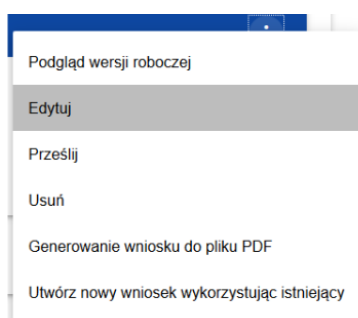 Podgląd wersji roboczej
Edytuj
Prześlij
Usuń
Generowanie wniosku do pliku PDF
Utwórz nowy wniosek wykorzystując istniejący